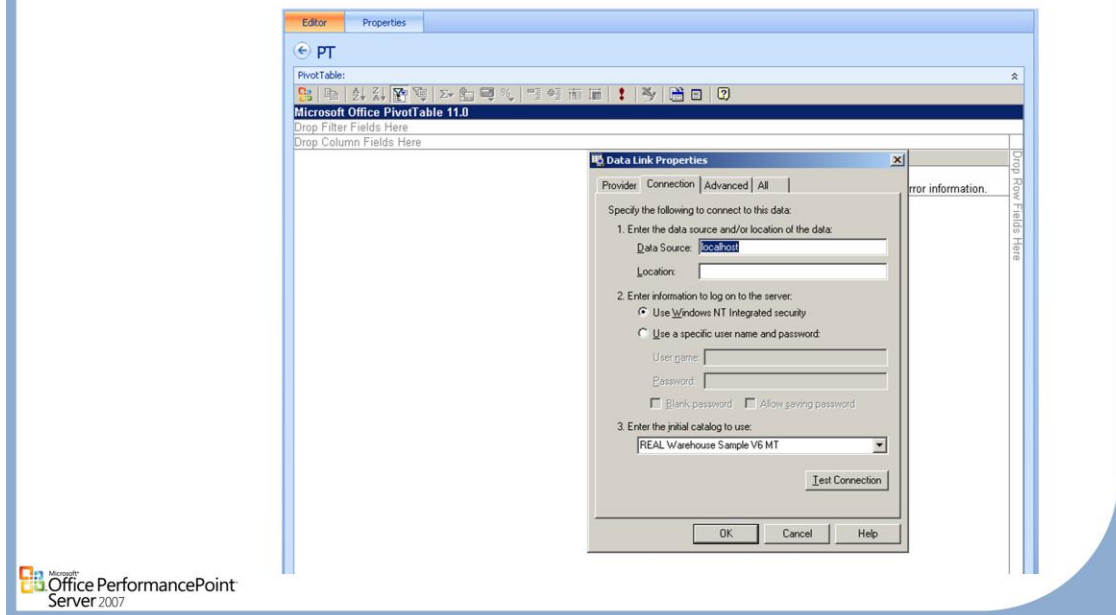 Editor Properties
PT
PivotTable:
Microsoft Office PivotTable 11.0
Drop Filter Fields Here
Drop Column Fields Here
Drop Row Fields Here
rror information.
Data Link Properties
Provider Connection Advanced All
Specify the following to connect to this data:
1. Enter the data source and/or location of the data:
Data Source: localhost
Location:
2. Enter information to log on to the server:
Use Windows NT Integrated security
Use a specific user name and password:
User name:
Password:
Blank password Allow saving password
3. Enter the initial catalog to use:
REAL Warehouse Sample V6 MT
Test Connection
OK Cancel Help
Microsoft
Office PerformancePoint
Server 2007